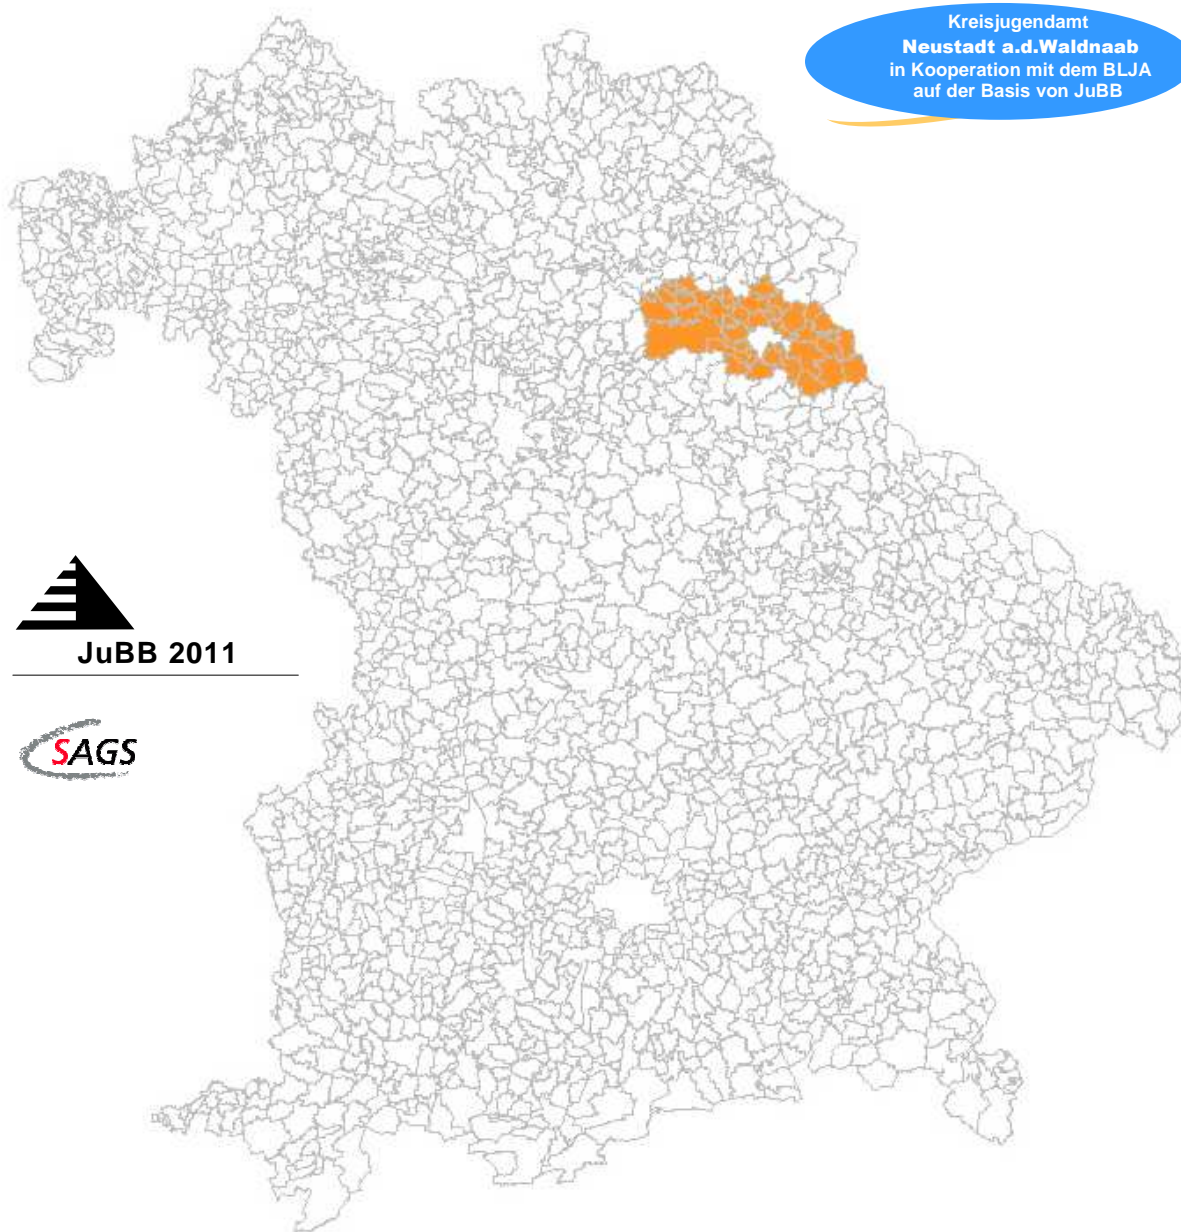 Kreisjugendamt
Neustadt a.d.Waldnaab
in Kooperation mit dem BLJA
auf der Basis von JuBB
JuBB 2011
SAGS